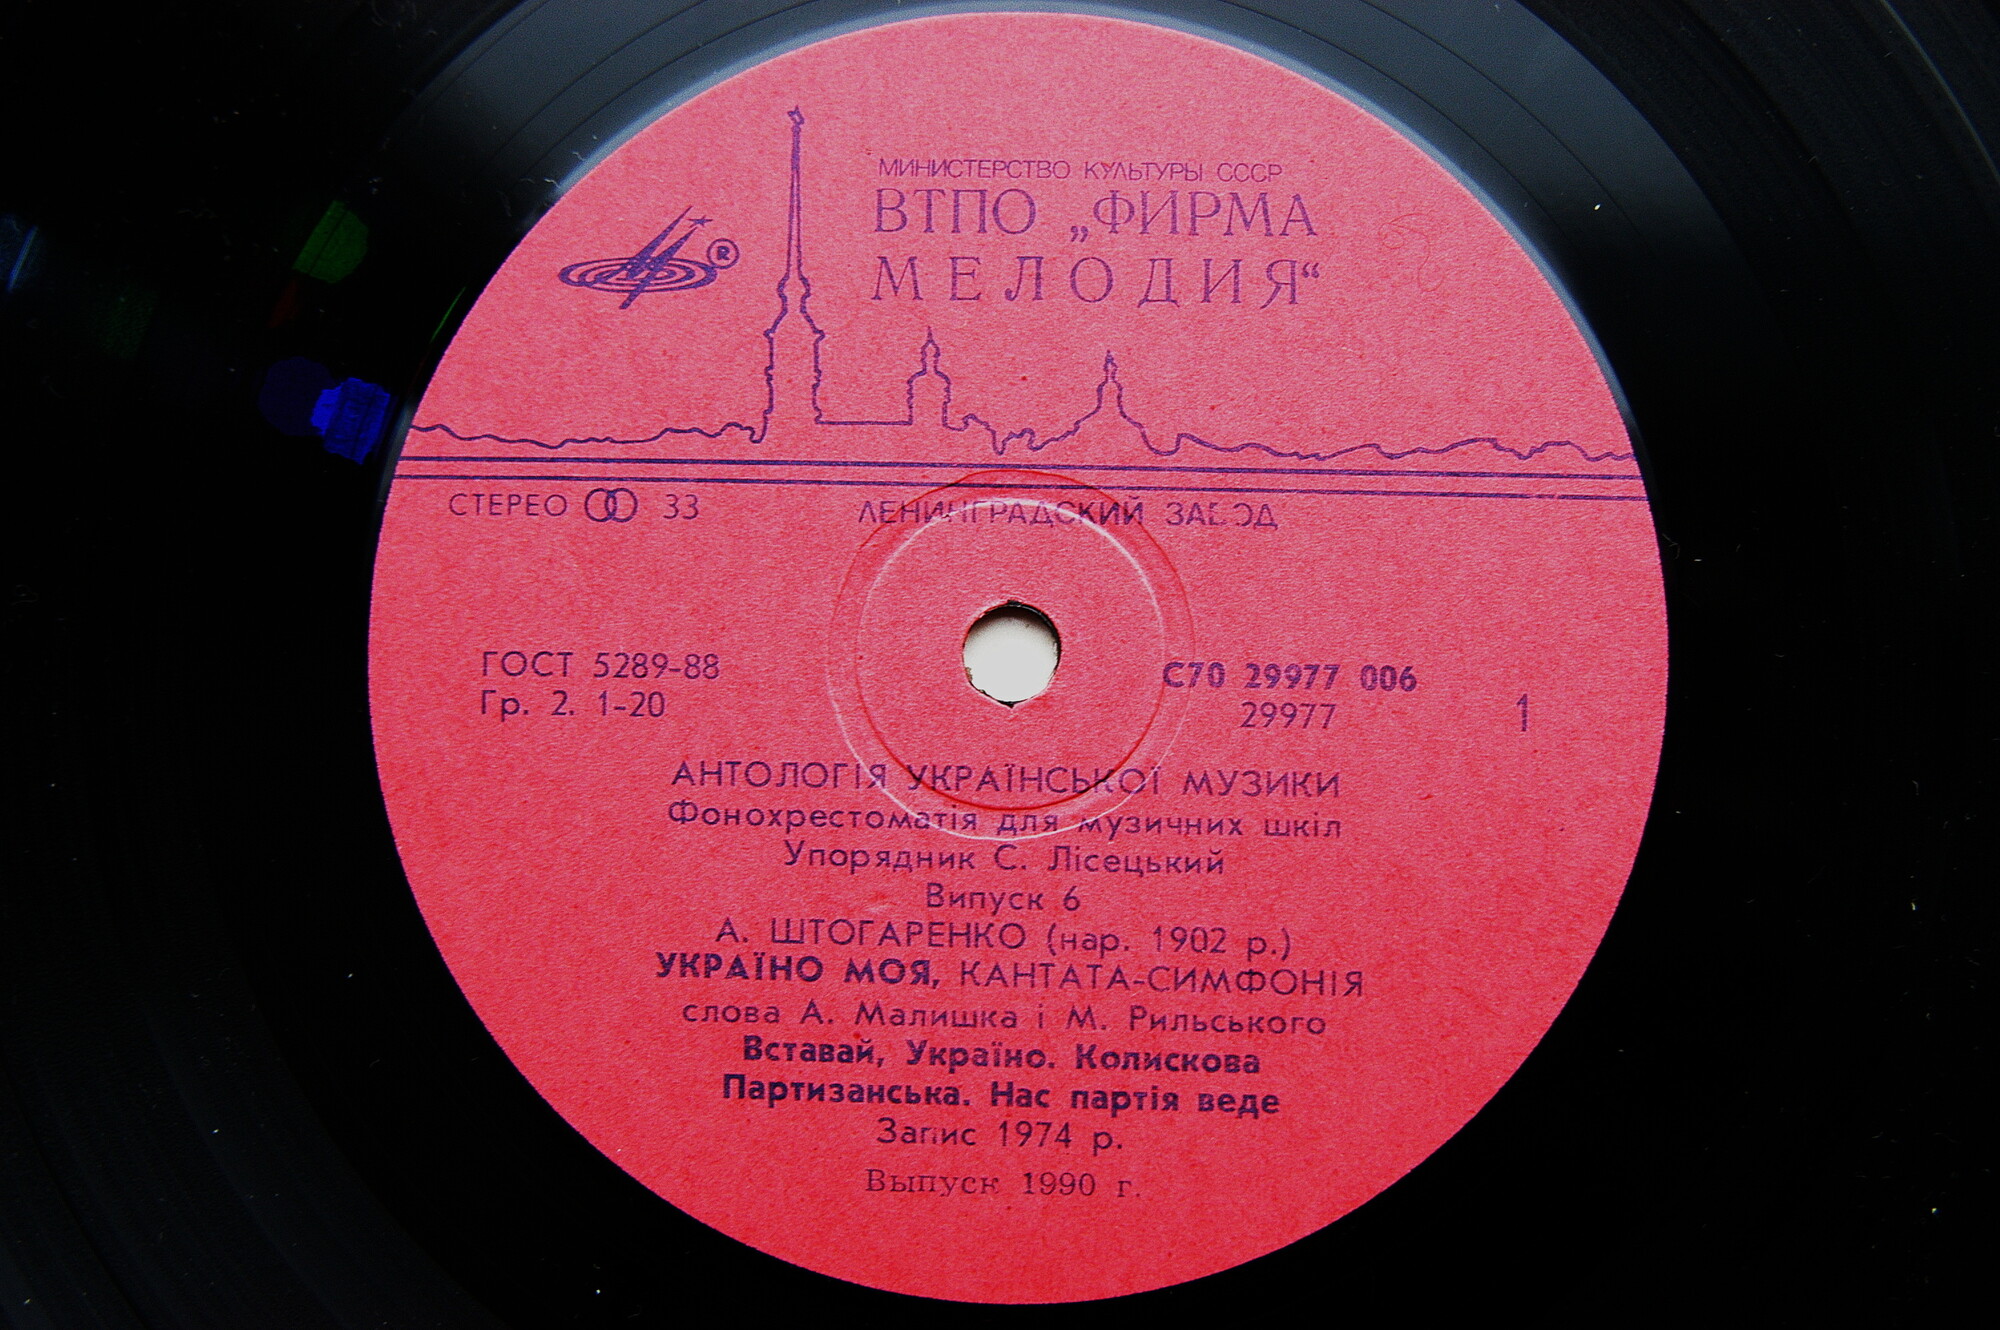 МИНИСТЕРСТВО КУЛЬТУРЫ СССР
ВТПО „ФИРМА
МЕЛОДИЯ“
®
СТЕРЕО 33
ЛЕНИНГРАДСКИЙ ЗАВОД
ГОСТ 5289-88
Гр. 2. 1-20
С70 29977 006
29977
1
АНТОЛОГІЯ УКРАЇНСЬКОЇ МУЗИКИ
Фонохрестоматія для музичних шкіл
Упорядник С. Лісецький
Випуск 6
А. ШТОГАРЕНКО (нар. 1902 р.)
УКРАЇНО МОЯ, КАНТАТА-СИМФОНІЯ
слова А. Малишка і М. Рильського
Вставай, Україно. Колискова
Партизанська. Нас партія веде
Запис 1974 р.
Выпуск 1990 г.